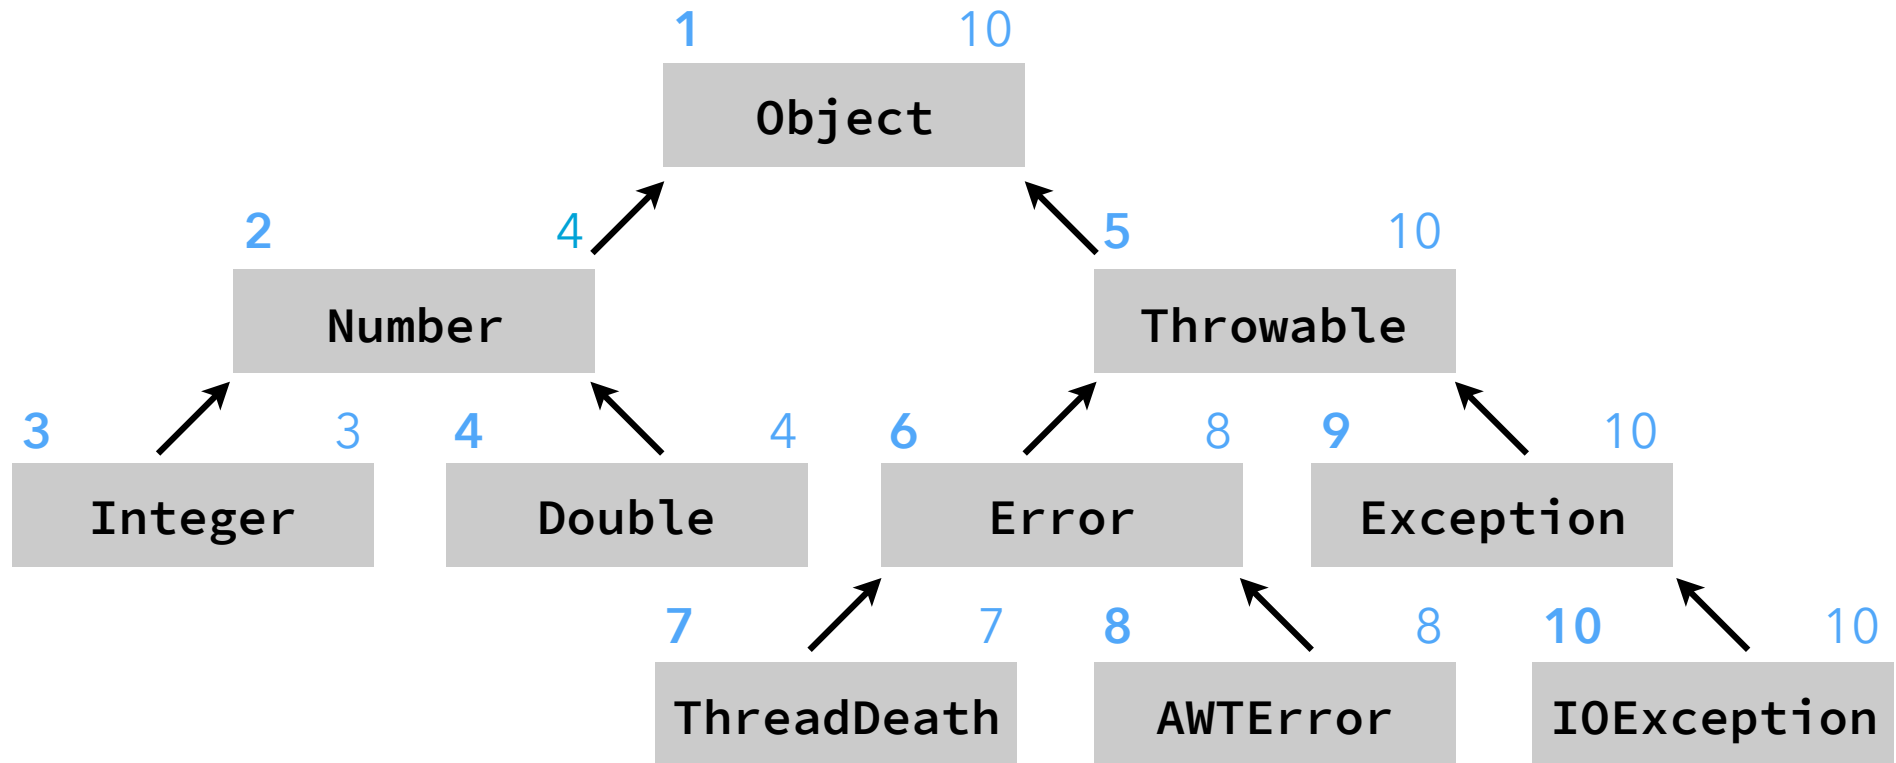 1 10
Object
2 4 5 10
Number Throwable
3 3 4 4 6 8 9 10
Integer Double Error Exception
7 7 8 8 10 10
ThreadDeath AWTError IOException